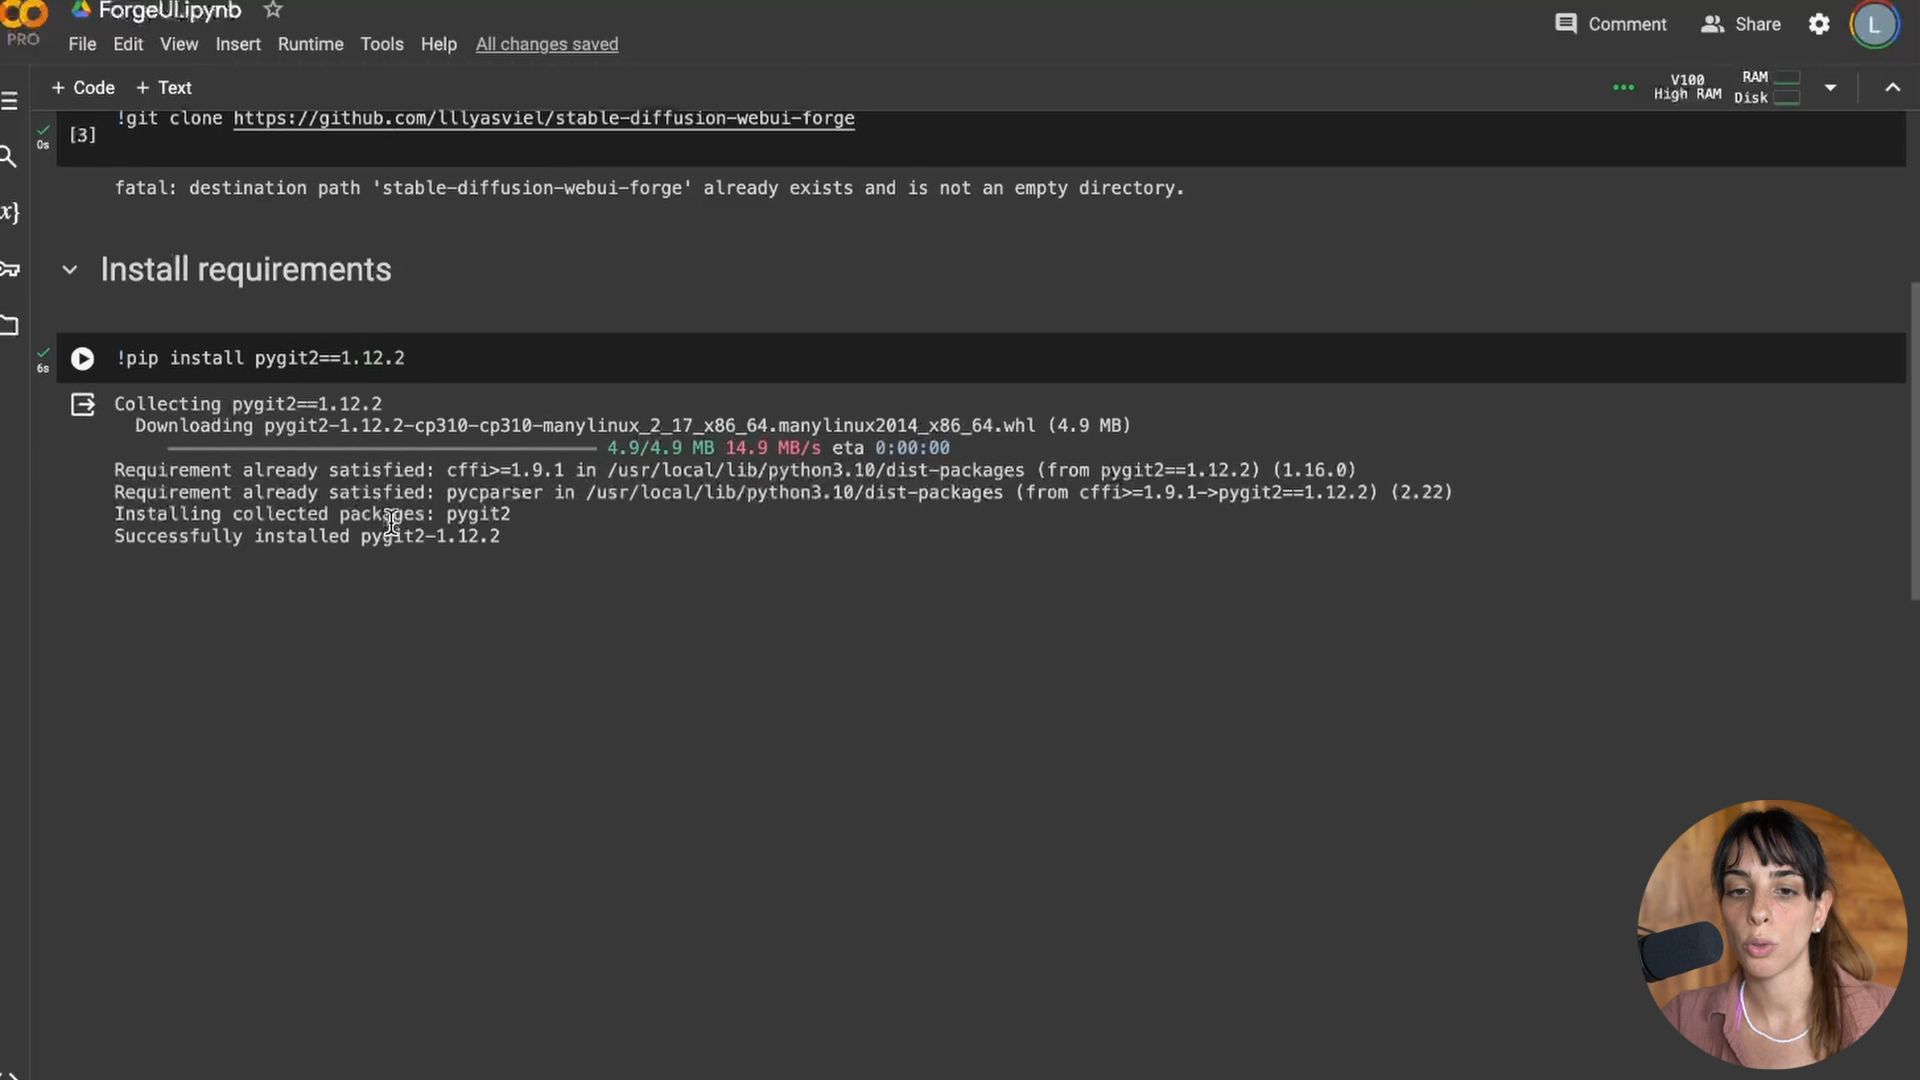 PRO
ForgeUI.ipynb
File Edit View Insert Runtime Tools Help All changes saved
Comment Share L
+ Code + Text
V100
High RAM
RAM
Disk
!git clone https://github.com/lllyasviel/stable-diffusion-webui-forge
0s
[3]
fatal: destination path 'stable-diffusion-webui-forge' already exists and is not an empty directory.
Install requirements
6s
!pip install pygit2==1.12.2
Collecting pygit2==1.12.2
Downloading pygit2-1.12.2-cp310-cp310-manylinux_2_17_x86_64.manylinux2014_x86_64.whl (4.9 MB)
4.9/4.9 MB 14.9 MB/s eta 0:00:00
Requirement already satisfied: cffi>=1.9.1 in /usr/local/lib/python3.10/dist-packages (from pygit2==1.12.2) (1.16.0)
Requirement already satisfied: pycparser in /usr/local/lib/python3.10/dist-packages (from cffi>=1.9.1->pygit2==1.12.2) (2.22)
Installing collected packages: pygit2
Successfully installed pygit2-1.12.2